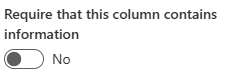 Require that this column contains
information
No